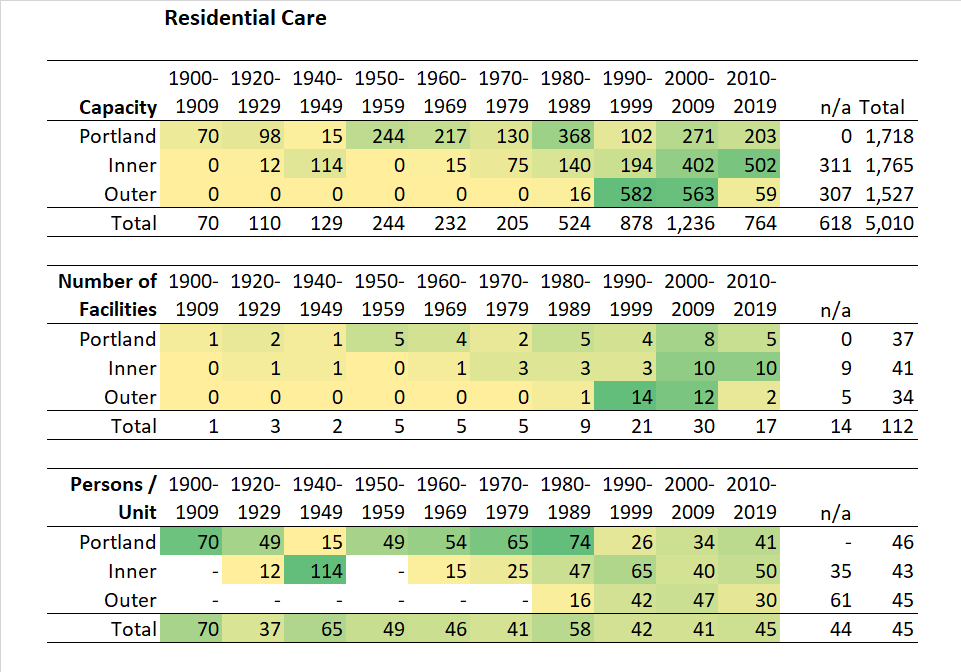 Residential Care
1900- 1920- 1940- 1950- 1960- 1970- 1980- 1990- 2000- 2010-
Capacity 1909 1929 1949 1959 1969 1979 1989 1999 2009 2019 n/a Total
Portland 70 98 15 244 217 130 368 102 271 203 0 1,718
Inner 0 12 114 0 15 75 140 194 402 502 311 1,765
Outer 0 0 0 0 0 0 16 582 563 59 307 1,527
Total 70 110 129 244 232 205 524 878 1,236 764 618 5,010
Number of 1900- 1920- 1940- 1950- 1960- 1970- 1980- 1990- 2000- 2010-
Facilities 1909 1929 1949 1959 1969 1979 1989 1999 2009 2019 n/a
Portland 1 2 1 5 4 2 5 4 8 5 0 37
Inner 0 1 1 0 1 3 3 3 10 10 9 41
Outer 0 0 0 0 0 0 1 14 12 2 5 34
Total 1 3 2 5 5 5 9 21 30 17 14 112
Persons / 1900- 1920- 1940- 1950- 1960- 1970- 1980- 1990- 2000- 2010-
Unit 1909 1929 1949 1959 1969 1979 1989 1999 2009 2019 n/a
Portland 70 49 15 49 54 65 74 26 34 41 - 46
Inner - 12 114 - 15 25 47 65 40 50 35 43
Outer - - - - - - 16 42 47 30 61 45
Total 70 37 65 49 46 41 58 42 41 45 44 45